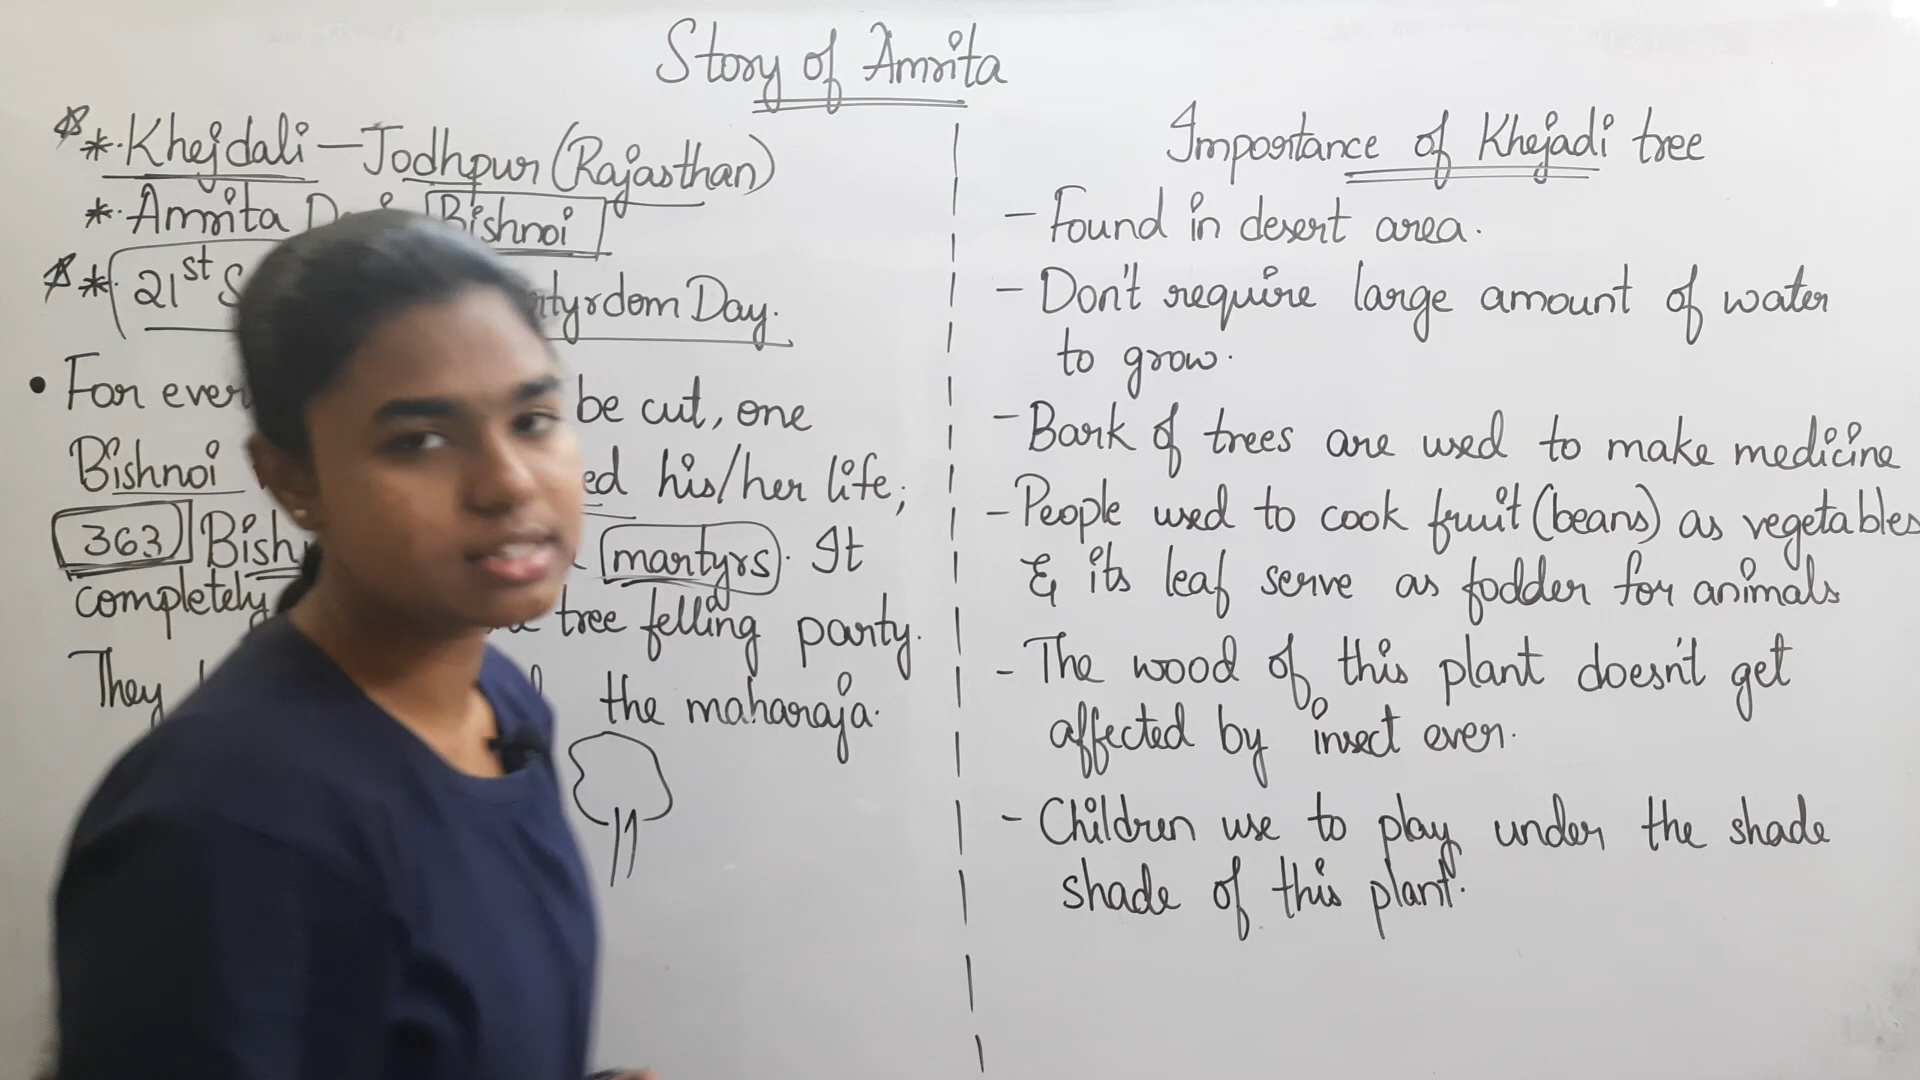 Story of Amrita
*. Khejdali – Jodhpur (Rajasthan)
*. Amrita Bishnoi
*. 21st Day.
• For be cut, one
Bishnoi his/her life;
363 martyrs. It
completely tree felling party.
They the maharaja.
Importance of Khejadi tree
- Found in desert area.
- Don't require large amount of water
to grow.
- Bark of trees are used to make medicine
- People used to cook fruit (beans) as vegetables
& its leaf serve as fodder for animals
- The wood of this plant doesn't get
affected by insect ever.
- Children use to play under the shade
shade of this plant.